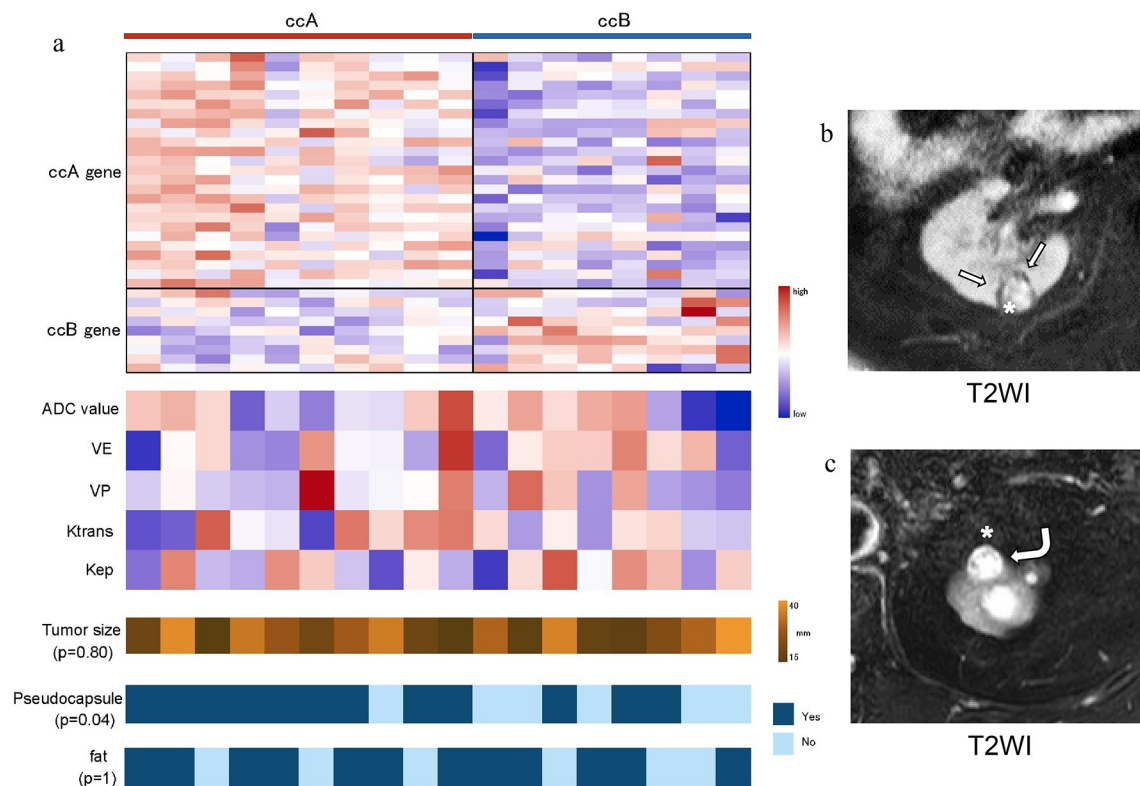 ccA
ccB
a
ccA gene
ccB gene
high
low
ADC value
VE
VP
Ktrans
Kep
Tumor size
(p=0.80)
40
mm
15
Pseudocapsule
(p=0.04)
Yes
No
fat
(p=1)
b
*
T2WI
c
*
T2WI